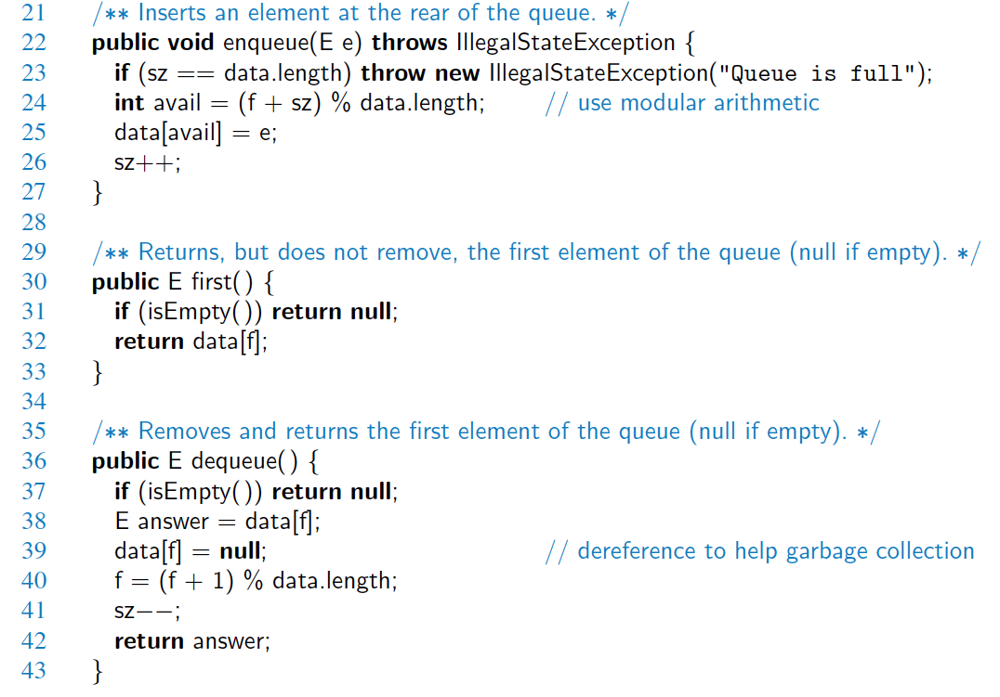 21 /** Inserts an element at the rear of the queue. */
22 public void enqueue(E e) throws IllegalStateException {
23 if (sz == data.length) throw new IllegalStateException("Queue is full");
24 int avail = (f + sz) % data.length; // use modular arithmetic
25 data[avail] = e;
26 sz++;
27 }
28
29 /** Returns, but does not remove, the first element of the queue (null if empty). */
30 public E first() {
31 if (isEmpty()) return null;
32 return data[f];
33 }
34
35 /** Removes and returns the first element of the queue (null if empty). */
36 public E dequeue() {
37 if (isEmpty()) return null;
38 E answer = data[f];
39 data[f] = null; // dereference to help garbage collection
40 f = (f + 1) % data.length;
41 sz−−;
42 return answer;
43 }